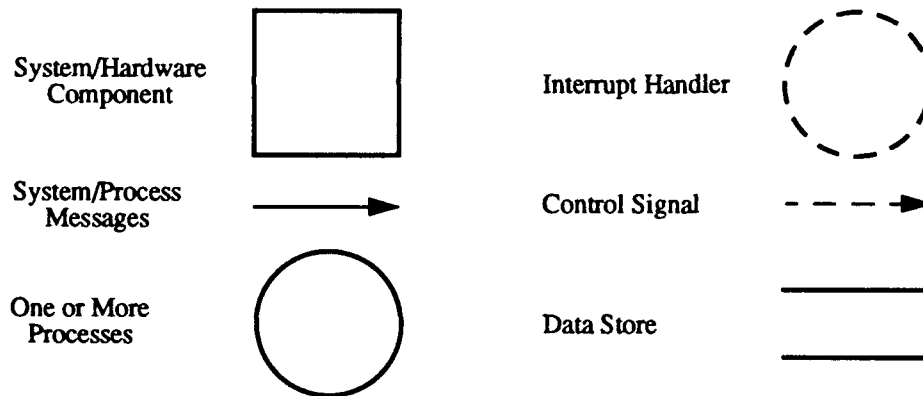 System/Hardware
Component
Interrupt Handler
System/Process
Messages
Control Signal
One or More
Processes
Data Store